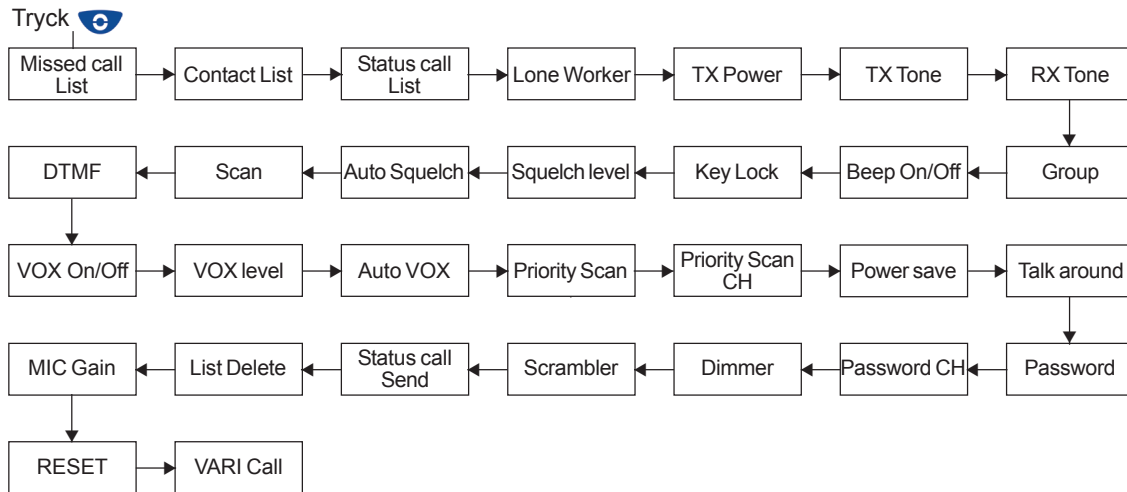 Tryck
Missed call
List
Contact List
Status call
List
Lone Worker
TX Power
TX Tone
RX Tone
DTMF
Scan
Auto Squelch
Squelch level
Key Lock
Beep On/Off
Group
VOX On/Off
VOX level
Auto VOX
Priority Scan
Priority Scan
CH
Power save
Talk around
MIC Gain
List Delete
Status call
Send
Scrambler
Dimmer
Password CH
Password
RESET
VARI Call